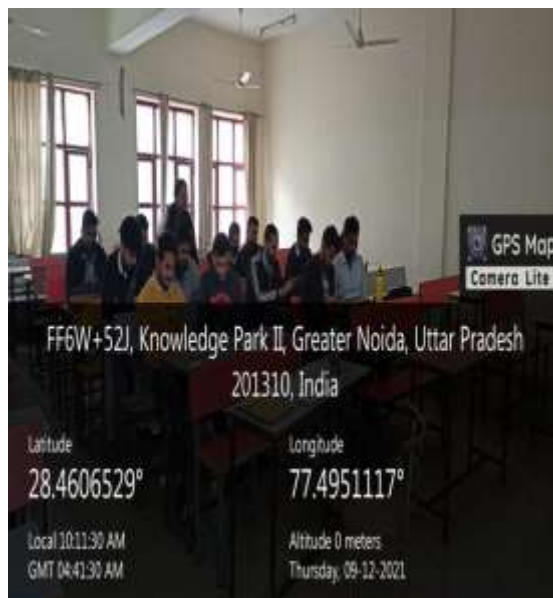 GPS Map
Camera Lite
FF6W+52J, Knowledge Park II, Greater Noida, Uttar Pradesh
201310, India
Latitude
Longitude
28.4606529°
77.4951117°
Local 10:11:30 AM
Altitude 0 meters
GMT 04:41:30 AM
Thursday, 09-12-2021